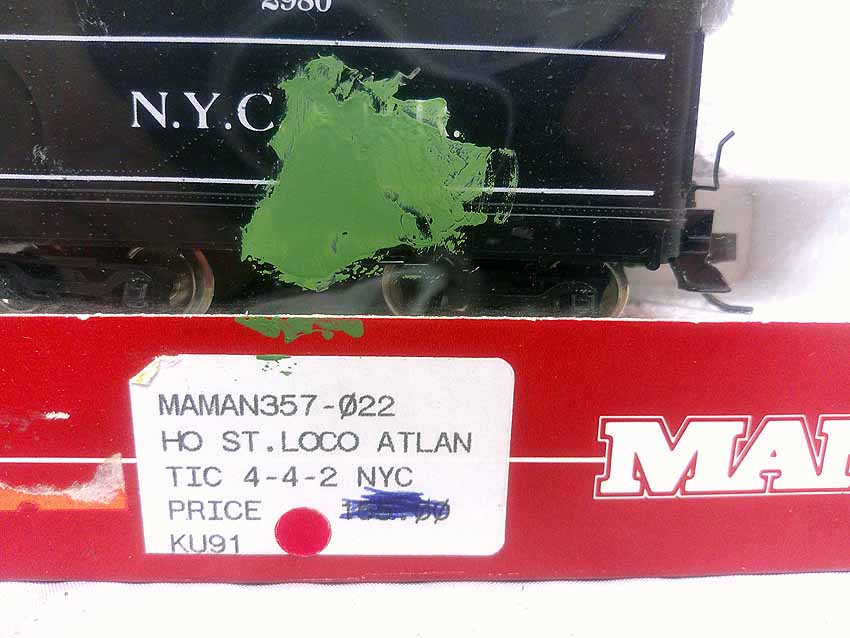 2980
N.Y.C
MAMAN357-Ø22
HO ST.LOCO ATLAN
TIC 4-4-2 NYC
PRICE
KU91
MA